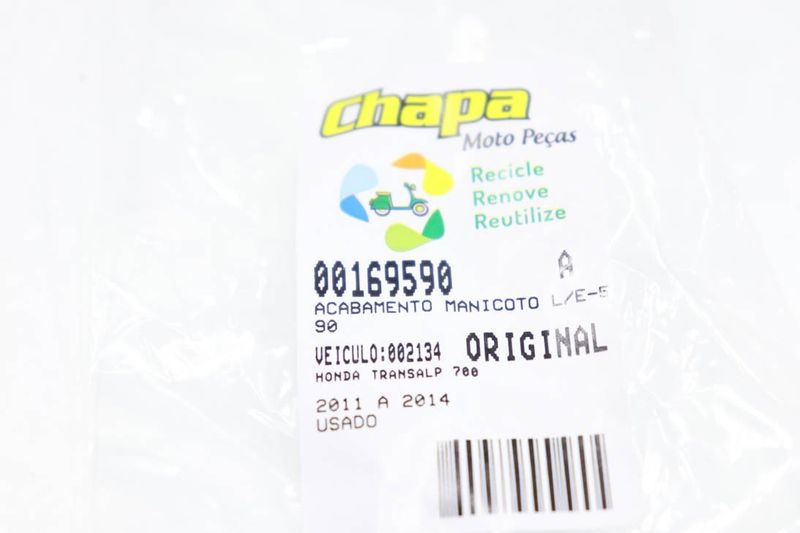 Chapa
Moto Peças
Recicle
Renove
Reutilize
00169590 A
ACABAMENTO MANICOTO L/E-5
90
VEICULO:002134 ORIGINAL
HONDA TRANSALP 700
2011 A 2014
USADO